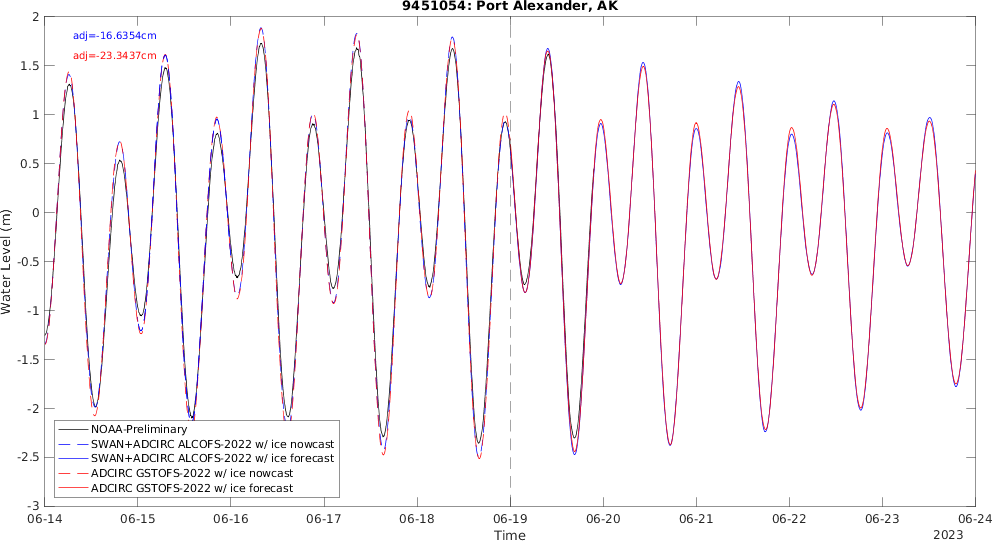 9451054: Port Alexander, AK
adj=-16.6354cm
adj=-23.3437cm
2
1.5
1
0.5
0
-0.5
-1
-1.5
-2
-2.5
-3
Water Level (m)
NOAA-Preliminary
SWAN+ADCIRC ALCOFS-2022 w/ ice nowcast
SWAN+ADCIRC ALCOFS-2022 w/ ice forecast
ADCIRC GSTOFS-2022 w/ ice nowcast
ADCIRC GSTOFS-2022 w/ ice forecast
06-14 06-15 06-16 06-17 06-18 06-19 06-20 06-21 06-22 06-23 06-24
Time
2023